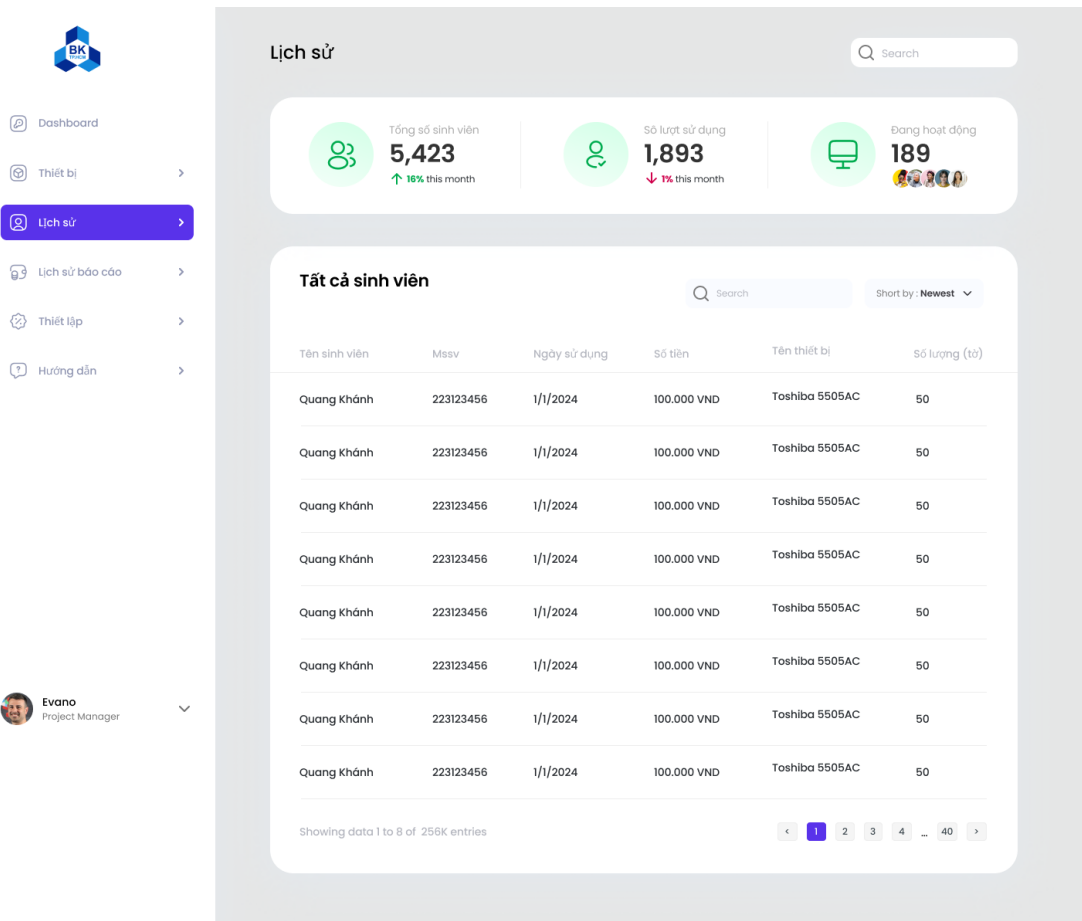 BK
TP.HCM
Dashboard
Thiết bị
Lịch sử
Lịch sử báo cáo
Thiết lập
Hướng dẫn
Evano
Project Manager
Lịch sử
Search
Tổng số sinh viên
5,423
16% this month
Số lượt sử dụng
1,893
1% this month
Đang hoạt động
189
Tất cả sinh viên
Search
Short by : Newest
Tên sinh viên Mssv Ngày sử dụng Số tiền Tên thiết bị Số lượng (tờ)
Quang Khánh 223123456 1/1/2024 100.000 VND Toshiba 5505AC 50
Quang Khánh 223123456 1/1/2024 100.000 VND Toshiba 5505AC 50
Quang Khánh 223123456 1/1/2024 100.000 VND Toshiba 5505AC 50
Quang Khánh 223123456 1/1/2024 100.000 VND Toshiba 5505AC 50
Quang Khánh 223123456 1/1/2024 100.000 VND Toshiba 5505AC 50
Quang Khánh 223123456 1/1/2024 100.000 VND Toshiba 5505AC 50
Quang Khánh 223123456 1/1/2024 100.000 VND Toshiba 5505AC 50
Quang Khánh 223123456 1/1/2024 100.000 VND Toshiba 5505AC 50
Showing data 1 to 8 of 256K entries
< 1 2 3 4 ... 40 >